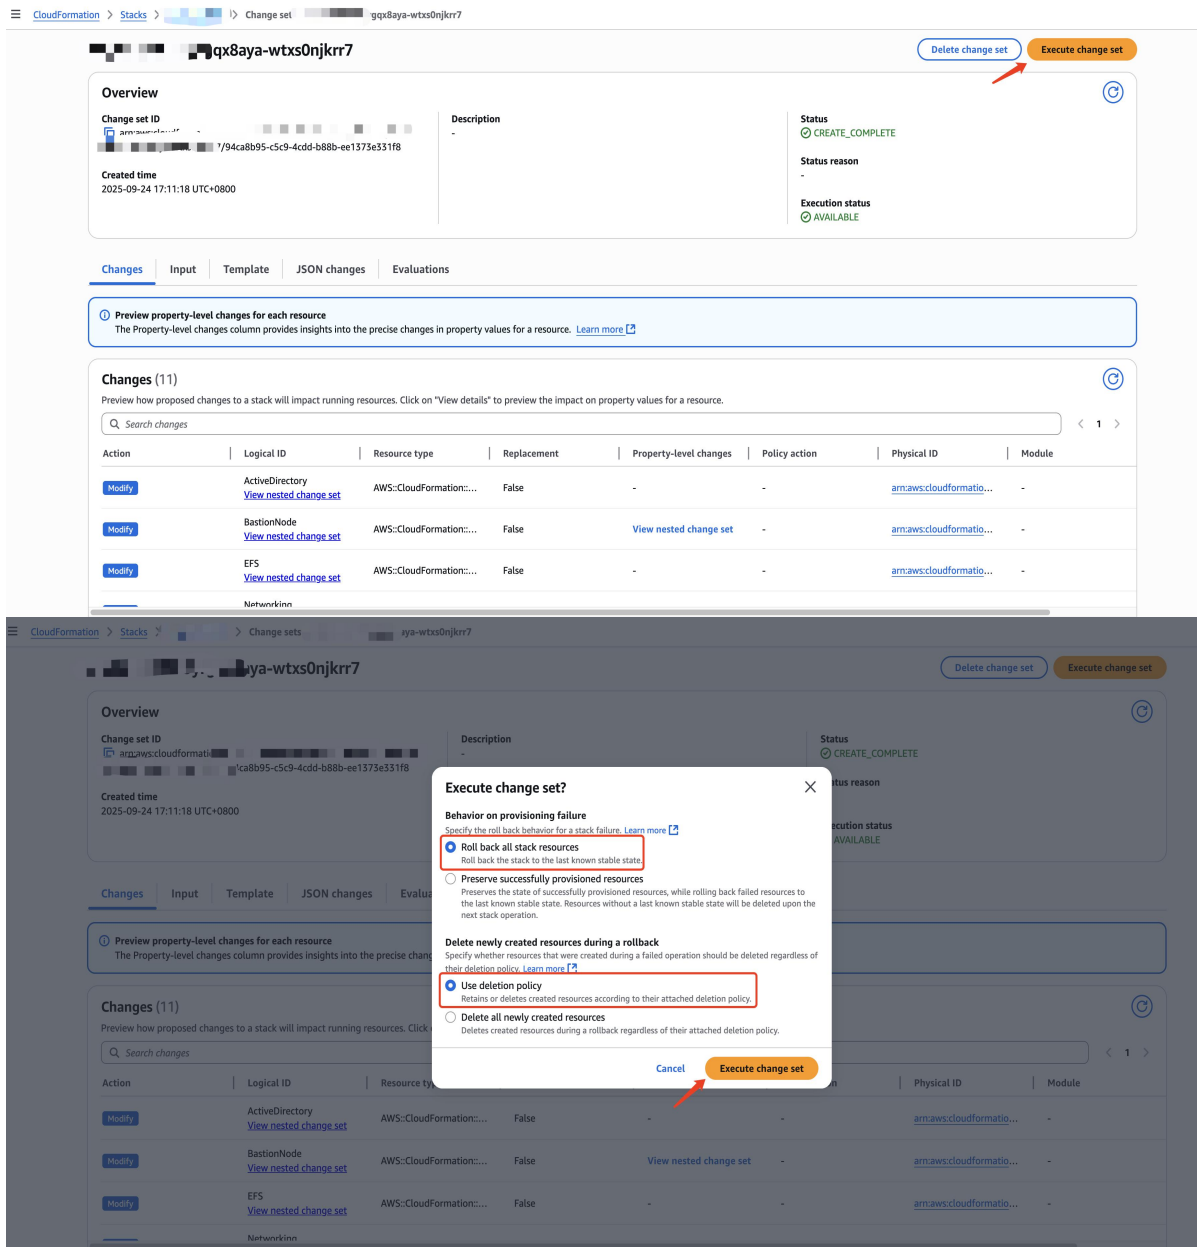 CloudFormation > Stacks > > Change set gqx8aya-wtxs0njkrr7
qx8aya-wtxs0njkrr7
Delete change set
Execute change set
Overview
Change set ID
Description
Status
-
CREATE_COMPLETE
7/94ca8b95-c5c9-4cdd-b88b-ee1373e331f8
Status reason
-
Created time
2025-09-24 17:11:18 UTC+0800
Execution status
AVAILABLE
Changes
Input
Template
JSON changes
Evaluations
Preview property-level changes for each resource
The Property-level changes column provides insights into the precise changes in property values for a resource. Learn more
Changes (11)
Preview how proposed changes to a stack will impact running resources. Click on "View details" to preview the impact on property values for a resource.
Search changes
< 1 >
Action | Logical ID | Resource type | Replacement | Property-level changes | Policy action | Physical ID | Module
Modify ActiveDirectory View nested change set AWS::CloudFormation::... False - - arn:aws:cloudformatio... -
Modify BastionNode View nested change set AWS::CloudFormation::... False View nested change set - arn:aws:cloudformatio... -
Modify EFS View nested change set AWS::CloudFormation::... False - - arn:aws:cloudformatio... -
Networking
CloudFormation > Stacks > > Change sets ıya-wtxs0njkrr7
ya-wtxs0njkrr7
Delete change set
Execute change set
Overview
Change set ID
Description
Status
arn:aws:cloudformati
-
CREATE_COMPLETE
ca8b95-c5c9-4cdd-b88b-ee1373e331f8
tus reason
Created time
2025-09-24 17:11:18 UTC+0800
ecution status
AVAILABLE
Execute change set?
Behavior on provisioning failure
Specify the roll back behavior for a stack failure. Learn more
Roll back all stack resources
Roll back the stack to the last known stable state.
Preserve successfully provisioned resources
Preserves the state of successfully provisioned resources, while rolling back failed resources to
the last known stable state. Resources without a last known stable state will be deleted upon the
next stack operation.
Delete newly created resources during a rollback
Specify whether resources that were created during a failed operation should be deleted regardless of
their deletion policy. Learn more
Use deletion policy
Retains or deletes created resources according to their attached deletion policy.
Delete all newly created resources
Deletes created resources during a rollback regardless of their attached deletion policy.
Cancel
Execute change set
Changes
Input
Template
JSON changes
Evalua
Preview property-level changes for each resource
The Property-level changes column provides insights into the precise chang
Changes (11)
Preview how proposed changes to a stack will impact running resources. Click
Search changes
< 1 >
Action | Logical ID | Resource ty n | Physical ID | Module
Modify ActiveDirectory View nested change set AWS::CloudFormation::... False - - arn:aws:cloudformatio... -
Modify BastionNode View nested change set AWS::CloudFormation::... False View nested change set - arn:aws:cloudformatio... -
Modify EFS View nested change set AWS::CloudFormation::... False - - arn:aws:cloudformatio... -
Networking